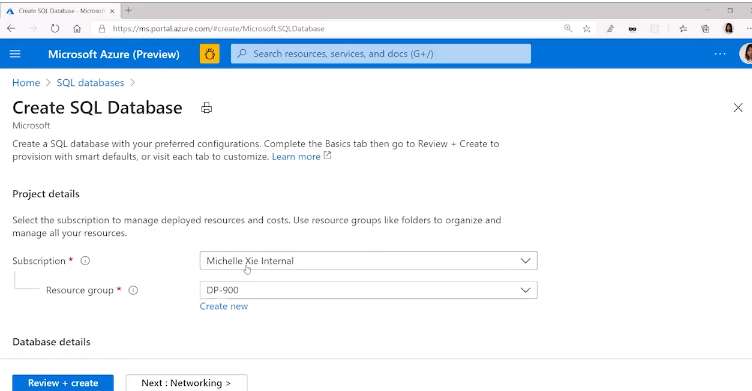 Create SQL Database - Microsoft
https://ms.portal.azure.com/#create/Microsoft.SQLDatabase
Microsoft Azure (Preview)
Search resources, services, and docs (G+/)
Home > SQL databases >
Create SQL Database
Microsoft
Create a SQL database with your preferred configurations. Complete the Basics tab then go to Review + Create to
provision with smart defaults, or visit each tab to customize. Learn more
Project details
Select the subscription to manage deployed resources and costs. Use resource groups like folders to organize and
manage all your resources.
Subscription * Michelle Xie Internal
Resource group * DP-900
Create new
Database details
Review + create Next : Networking >